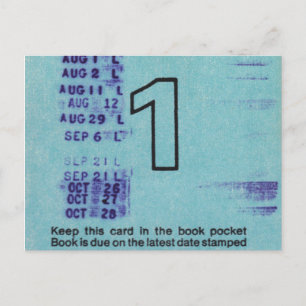 AUG 1 L
AUG 2 L
AUG 11 L
AUG 12
AUG 29 L
SEP 6 L
SEP 21 L
SEP 21 L
OCT 26
OCT 27
OCT 28
1
Keep this card in the book pocket
Book is due on the latest date stamped